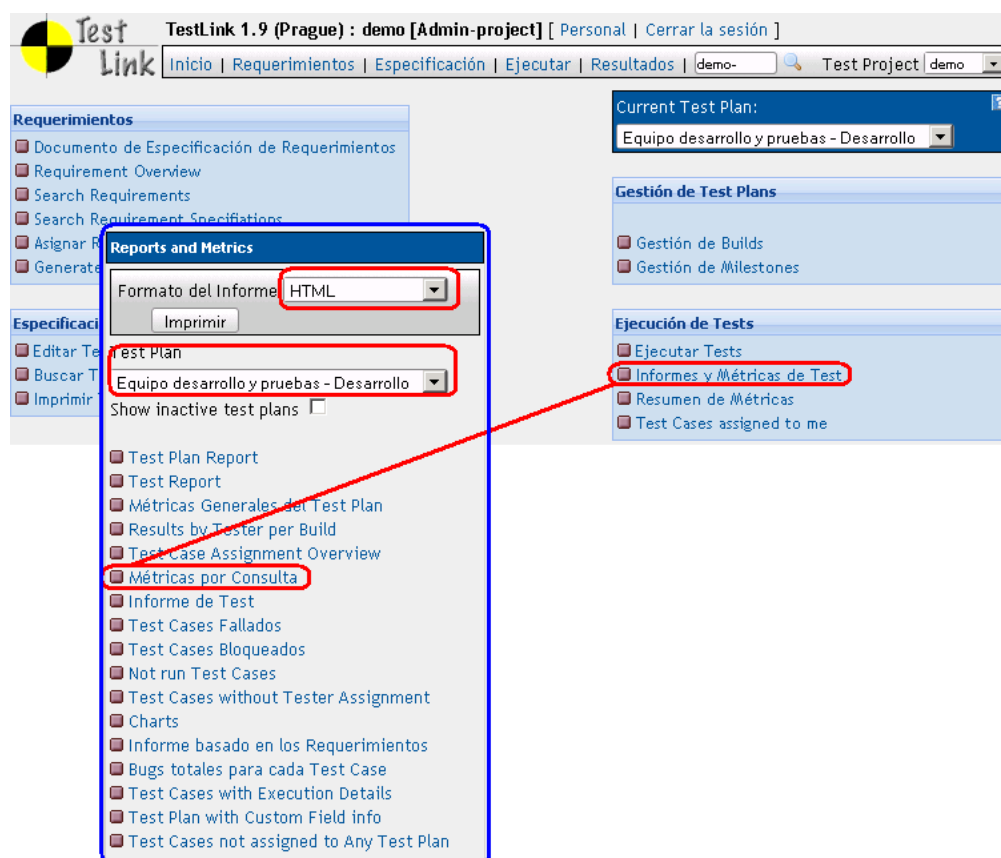 Test Link
TestLink 1.9 (Prague) : demo [Admin-project] [ Personal | Cerrar la sesión ]
Inicio | Requerimientos | Especificación | Ejecutar | Resultados | demo- Test Project demo
Requerimientos
Documento de Especificación de Requerimientos
Requirement Overview
Search Requirements
Search Requirement Specifiations
Asignar R
Generate
Especificaci
Editar Te
Buscar T
Imprimir
Current Test Plan:
?
Equipo desarrollo y pruebas - Desarrollo
Gestión de Test Plans
Gestión de Builds
Gestión de Milestones
Ejecución de Tests
Ejecutar Tests
Informes y Métricas de Test
Resumen de Métricas
Test Cases assigned to me
Reports and Metrics
Formato del Informe HTML
Imprimir
Test Plan
Equipo desarrollo y pruebas - Desarrollo
Show inactive test plans
Test Plan Report
Test Report
Métricas Generales del Test Plan
Results by Tester per Build
Test Case Assignment Overview
Métricas por Consulta
Informe de Test
Test Cases Fallados
Test Cases Bloqueados
Not run Test Cases
Test Cases without Tester Assignment
Charts
Informe basado en los Requerimientos
Bugs totales para cada Test Case
Test Cases with Execution Details
Test Plan with Custom Field info
Test Cases not assigned to Any Test Plan